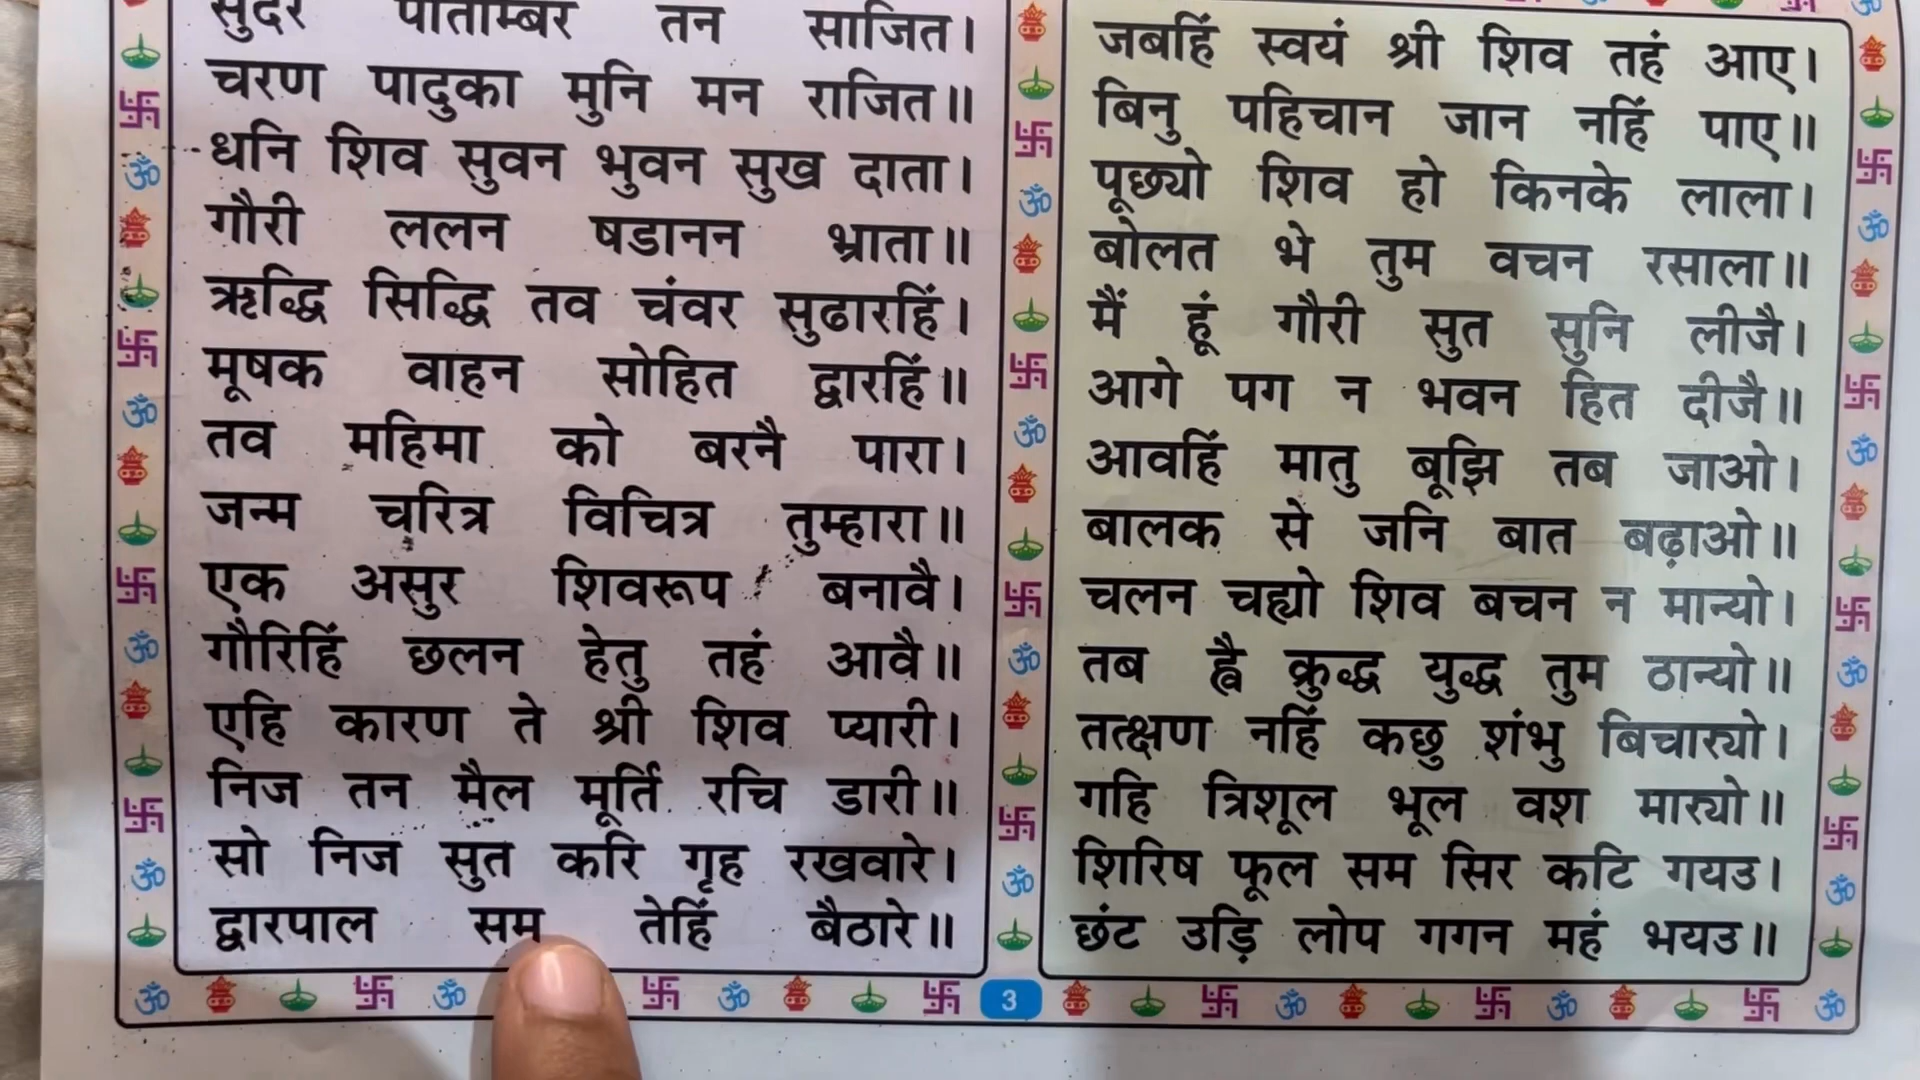 सुंदर पीताम्बर तन साजित।
चरण पादुका मुनि मन राजित॥
धनि शिव सुवन भुवन सुख दाता।
गौरी ललन षडानन भ्राता॥
ऋद्धि सिद्धि तव चंवर सुढारहिं।
मूषक वाहन सोहित द्वारहिं॥
तव महिमा को बरनै पारा।
जन्म चरित्र विचित्र तुम्हारा॥
एक असुर शिवरूप बनावै।
गौरिहिं छलन हेतु तहं आवै॥
एहि कारण ते श्री शिव प्यारी।
निज तन मैल मूर्ति रचि डारी॥
सो निज सुत करि गृह रखवारे।
द्वारपाल सम तेहिं बैठारे॥
जबहिं स्वयं श्री शिव तहं आए।
बिनु पहिचान जान नहिं पाए॥
पूछ्यो शिव हो किनके लाला।
बोलत भे तुम वचन रसाला॥
मैं हूं गौरी सुत सुनि लीजै।
आगे पग न भवन हित दीजै॥
आवहिं मातु बूझि तब जाओ।
बालक से जनि बात बढ़ाओ॥
चलन चह्यो शिव बचन न मान्यो।
तब ह्वै क्रुद्ध युद्ध तुम ठान्यो॥
तत्क्षण नहिं कछु शंभु बिचार्‍यो।
गहि त्रिशूल भूल वश मार्‍यो॥
शिरिष फूल सम सिर कटि गयउ।
छंट उड़ि लोप गगन महं भयउ॥
3